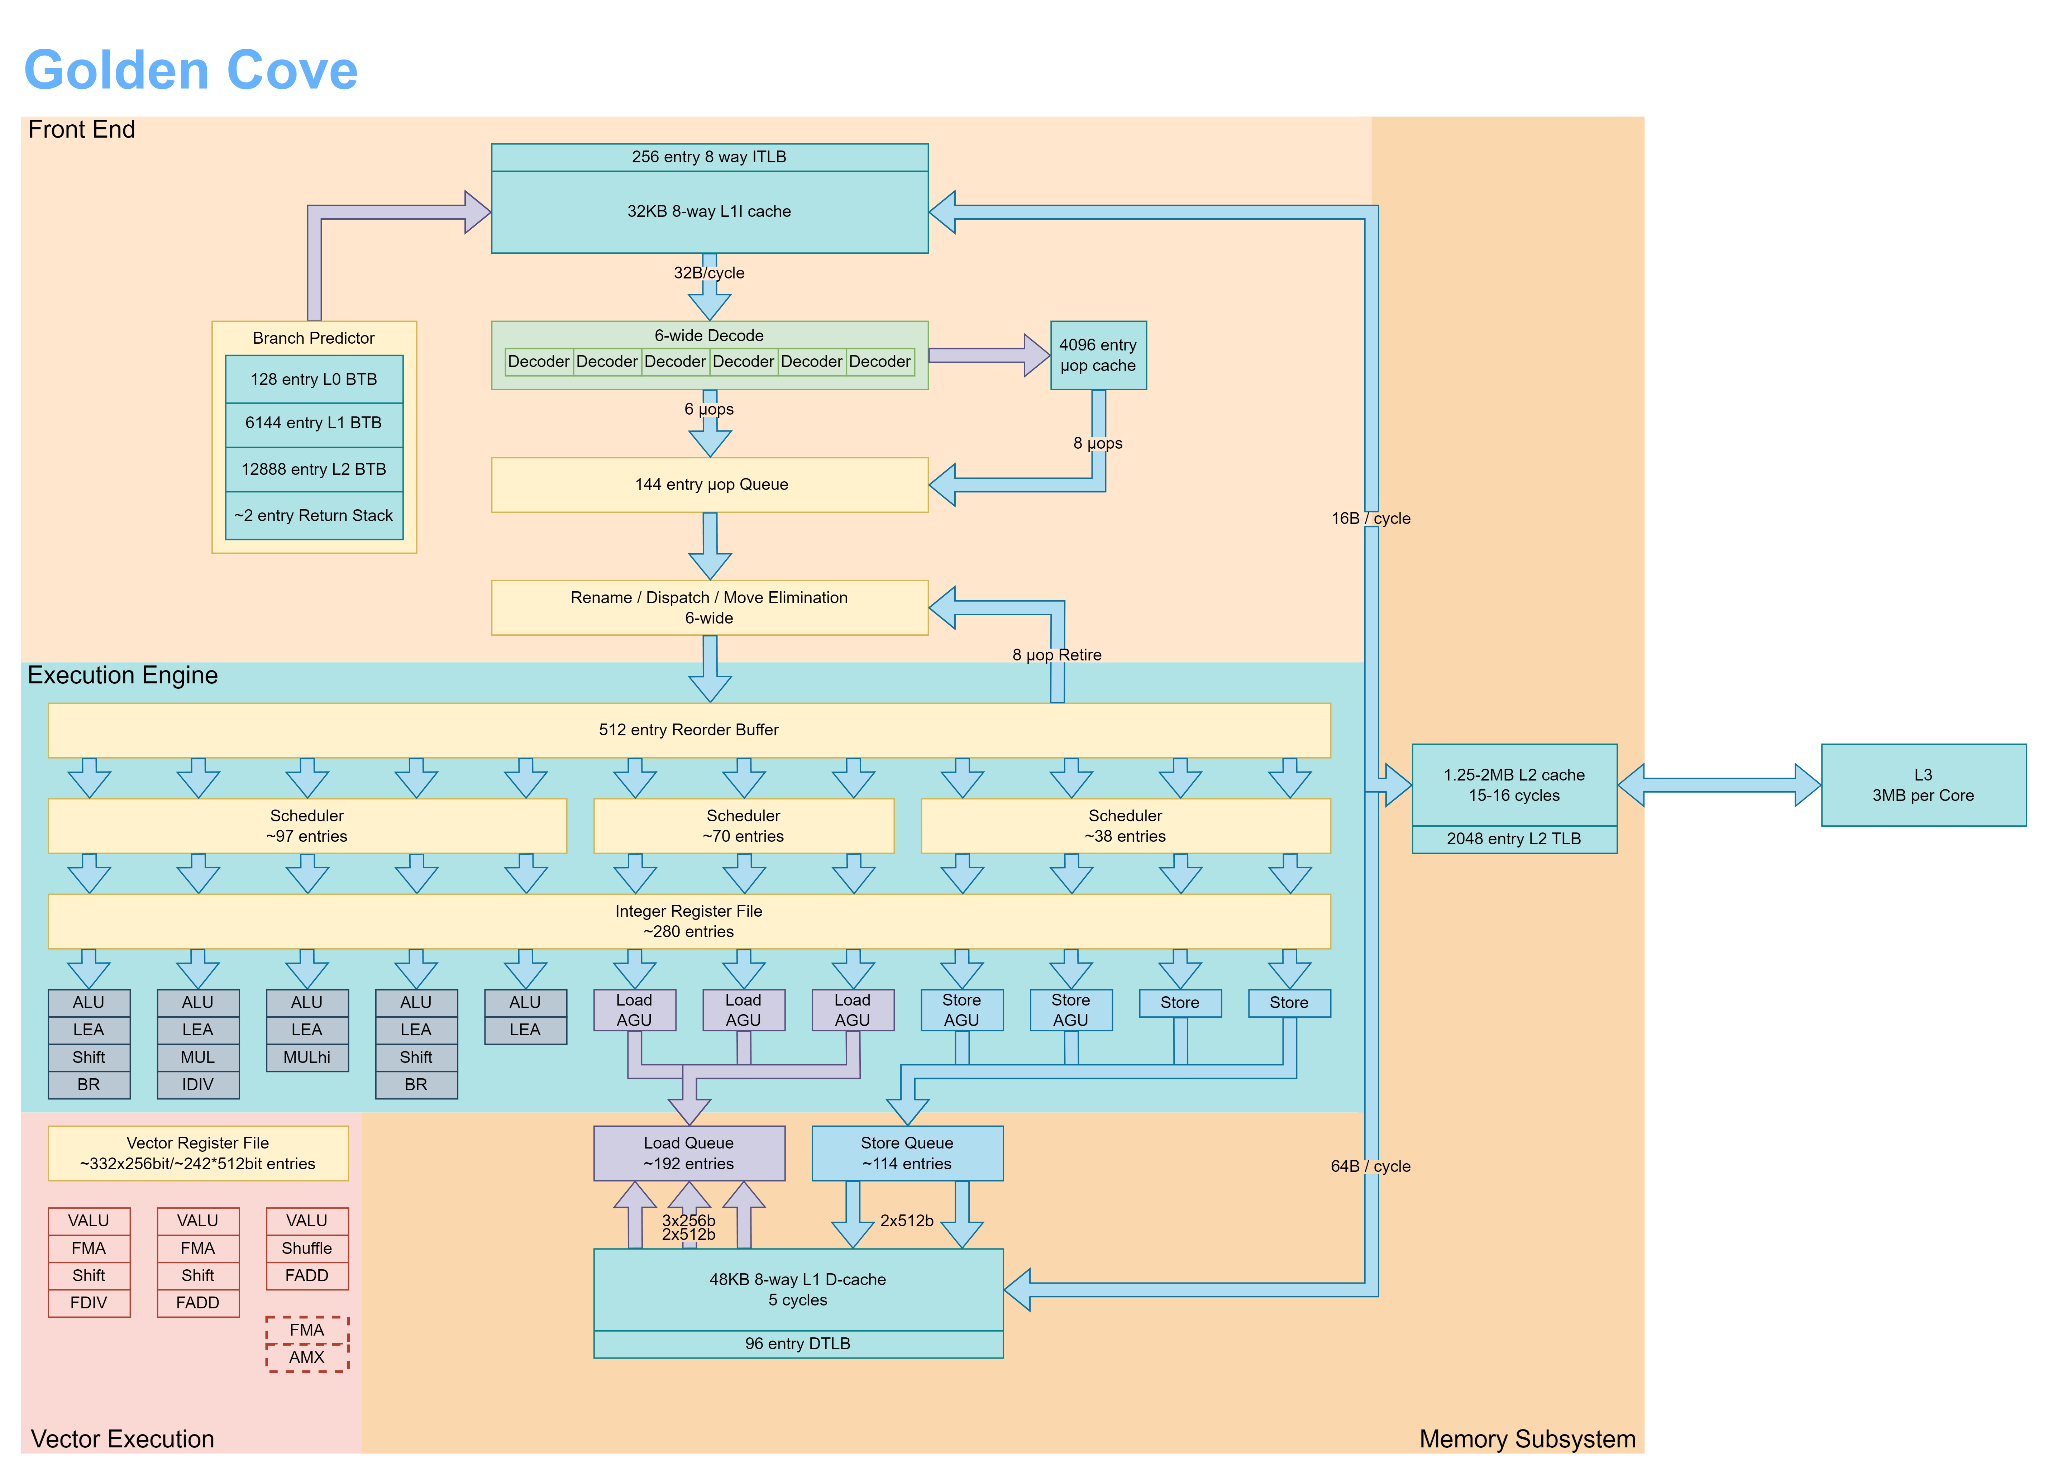 Golden Cove
Front End
256 entry 8 way ITLB
32KB 8-way L1I cache
32B/cycle
Branch Predictor
128 entry L0 BTB
6144 entry L1 BTB
12888 entry L2 BTB
~2 entry Return Stack
6-wide Decode
Decoder Decoder Decoder Decoder Decoder Decoder
4096 entry
µop cache
6 µops
8 µops
144 entry µop Queue
16B / cycle
Rename / Dispatch / Move Elimination
6-wide
8 µop Retire
Execution Engine
512 entry Reorder Buffer
Scheduler
~97 entries
Scheduler
~70 entries
Scheduler
~38 entries
1.25-2MB L2 cache
15-16 cycles
2048 entry L2 TLB
L3
3MB per Core
Integer Register File
~280 entries
ALU
LEA
Shift
BR
ALU
LEA
MUL
IDIV
ALU
LEA
MULhi
ALU
LEA
Shift
BR
ALU
LEA
Load
AGU
Load
AGU
Load
AGU
Store
AGU
Store
AGU
Store
Store
Vector Register File
~332x256bit/~242*512bit entries
Load Queue
~192 entries
Store Queue
~114 entries
64B / cycle
VALU
FMA
Shift
FDIV
VALU
FMA
Shift
FADD
VALU
Shuffle
FADD
FMA
AMX
3x256b
2x512b
2x512b
48KB 8-way L1 D-cache
5 cycles
96 entry DTLB
Vector Execution
Memory Subsystem